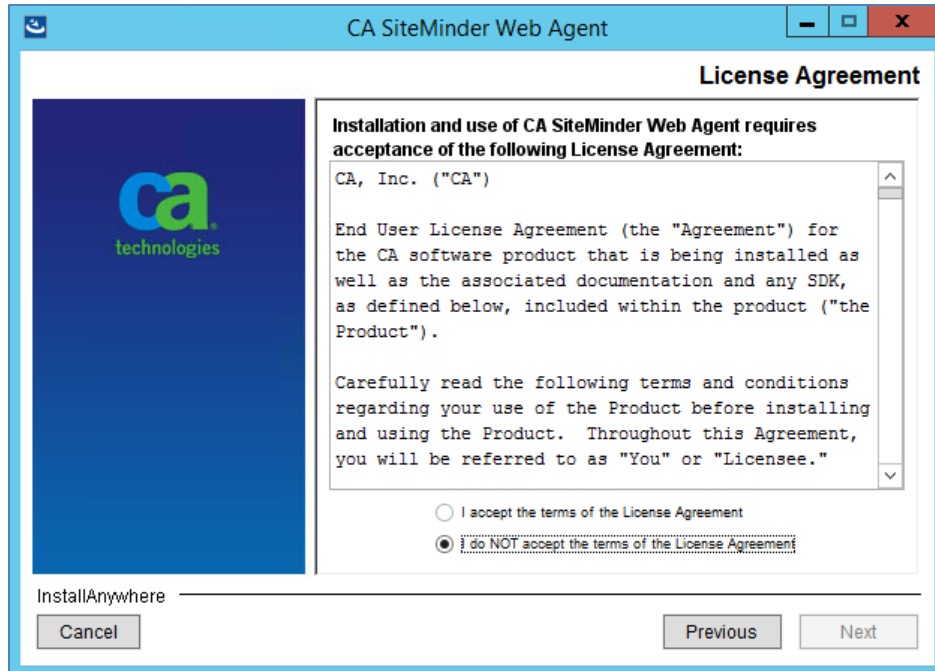 CA SiteMinder Web Agent
License Agreement
ca
technologies
Installation and use of CA SiteMinder Web Agent requires
acceptance of the following License Agreement:
CA, Inc. ("CA")
End User License Agreement (the "Agreement") for
the CA software product that is being installed as
well as the associated documentation and any SDK,
as defined below, included within the product ("the
Product").
Carefully read the following terms and conditions
regarding your use of the Product before installing
and using the Product.  Throughout this Agreement,
you will be referred to as "You" or "Licensee."
I accept the terms of the License Agreement
I do NOT accept the terms of the License Agreement
InstallAnywhere
Cancel
Previous
Next